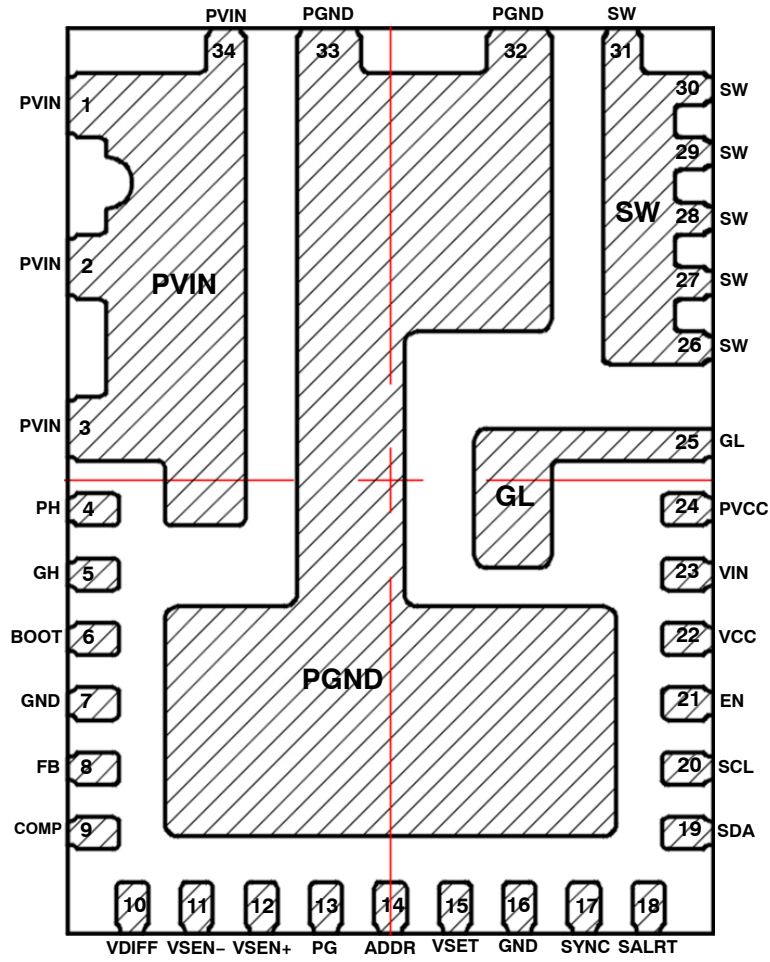 PVIN PGND PGND SW
34 33 32 31
PVIN 1 30 SW
29 SW
SW 28 SW
PVIN 2 27 SW
PVIN
26 SW
PVIN 3 25 GL
GL
PH 4 24 PVCC
GH 5 23 VIN
BOOT 6 22 VCC
PGND
GND 7 21 EN
FB 8 20 SCL
COMP 9 19 SDA
10 11 12 13 14 15 16 17 18
VDIFF VSEN− VSEN+ PG ADDR VSET GND SYNC SALRT